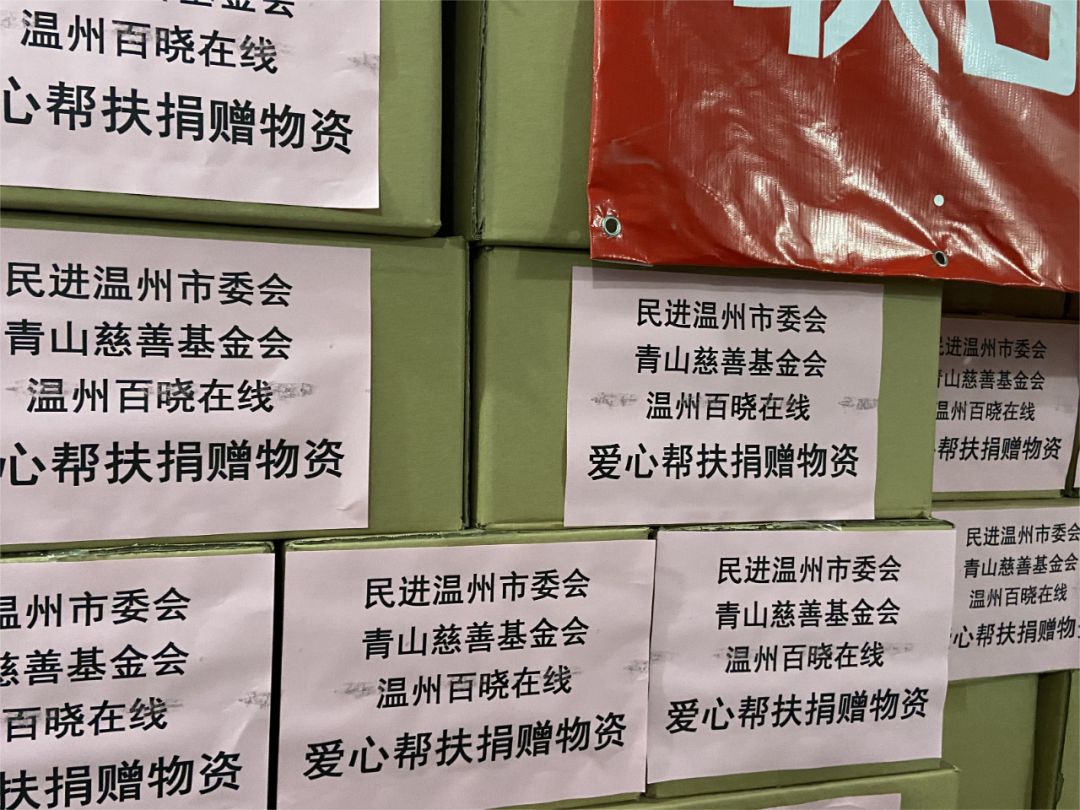 基金会
温州百晓在线
心帮扶捐赠物资
民进温州市委会
青山慈善基金会
温州百晓在线
心帮扶捐赠物资
民进温州市委会
青山慈善基金会
温州百晓在线
爱心帮扶捐赠物资
民进温州市委会
青山慈善基金会
温州百晓在线
心帮扶捐赠物资
温州市委会
慈善基金会
百晓在线
扶捐赠物资
民进温州市委会
青山慈善基金会
温州百晓在线
爱心帮扶捐赠物资
民进温州市委会
青山慈善基金会
温州百晓在线
爱心帮扶捐赠物资
民进温州市委会
青山慈善基金会
温州百晓在线
心帮扶捐赠物